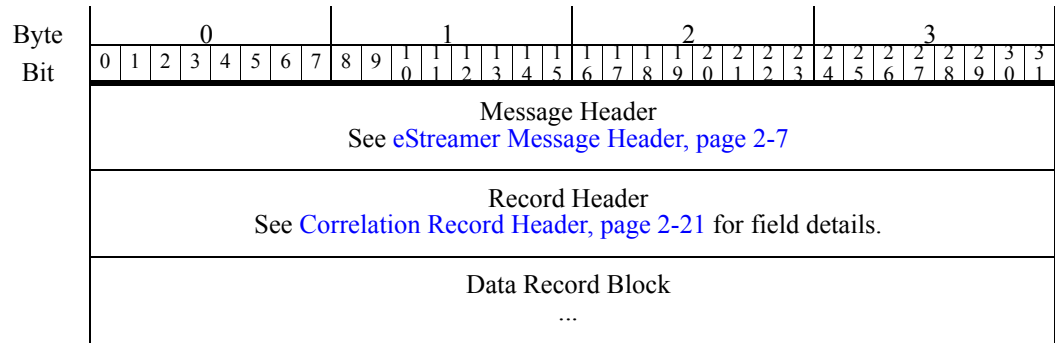 Byte 0 1 2 3
Bit 0 1 2 3 4 5 6 7 8 9 10 11 12 13 14 15 16 17 18 19 20 21 22 23 24 25 26 27 28 29 30 31
Message Header
See eStreamer Message Header, page 2-7
Record Header
See Correlation Record Header, page 2-21 for field details.
Data Record Block
...